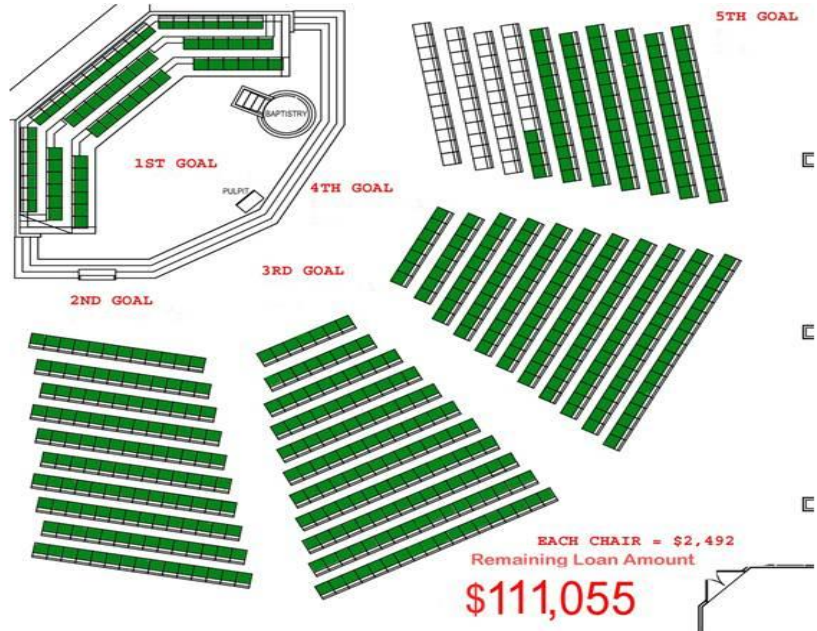 5TH GOAL
BAPTISTRY
1ST GOAL
PULPIT
4TH GOAL
3RD GOAL
2ND GOAL
EACH CHAIR = $2,492
Remaining Loan Amount
$111,055